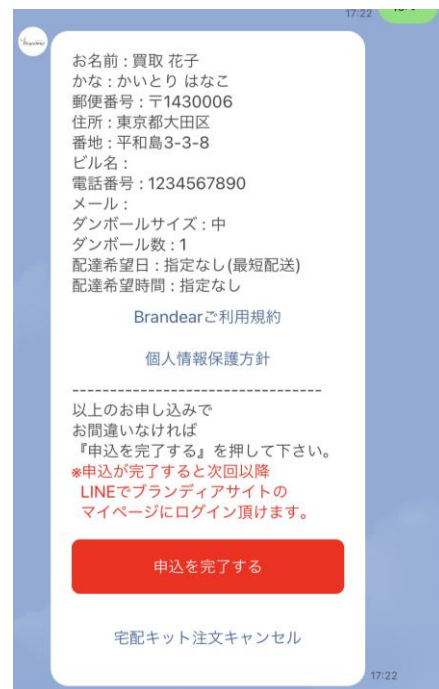 17:22
Brandear
お名前 : 買取 花子
かな : かいとり はなこ
郵便番号 : 〒1430006
住所 : 東京都大田区
番地 : 平和島3-3-8
ビル名 :
電話番号 : 1234567890
メール :
ダンボールサイズ : 中
ダンボール数 : 1
配達希望日 : 指定なし(最短配送)
配達希望時間 : 指定なし
Brandearご利用規約
個人情報保護方針
--------------------------------
以上のお申し込みで
お間違いなければ
『申込を完了する』を押して下さい。
※申込が完了すると次回以降
LINEでブランディアサイトの
マイページにログイン頂けます。
申込を完了する
宅配キット注文キャンセル
17:22